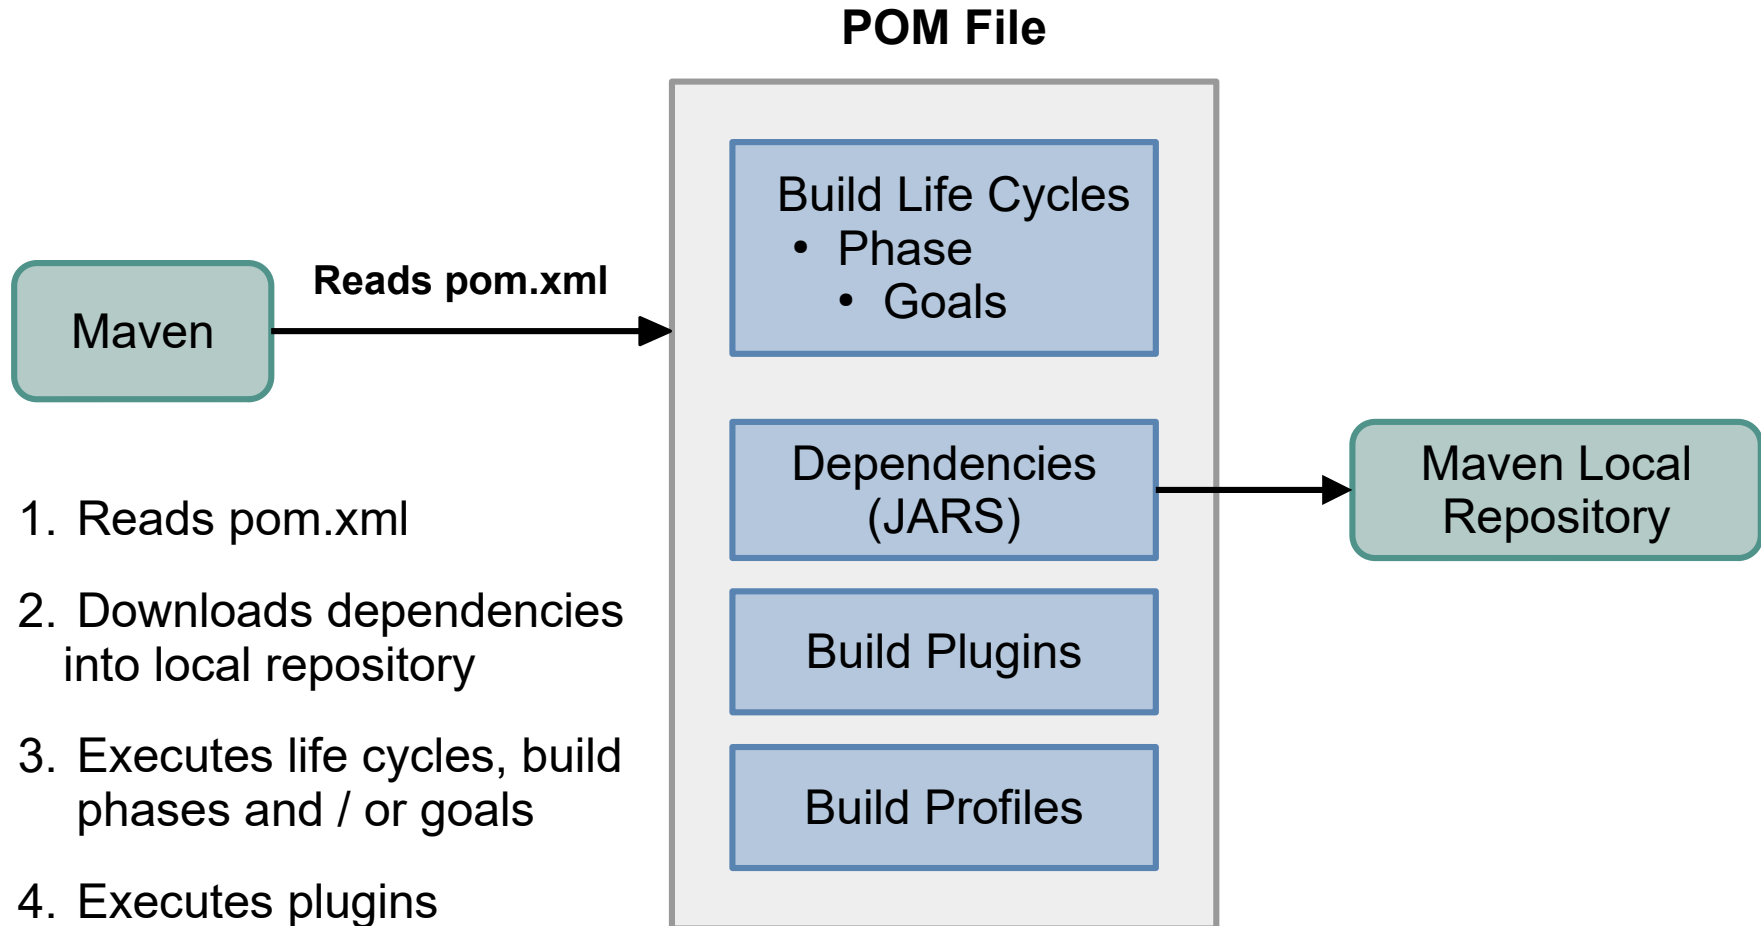 POM File
Build Life Cycles
• Phase
• Goals
Reads pom.xml
Maven
Dependencies
(JARS)
Maven Local
Repository
1. Reads pom.xml
2. Downloads dependencies
into local repository
Build Plugins
3. Executes life cycles, build
phases and / or goals
Build Profiles
4. Executes plugins